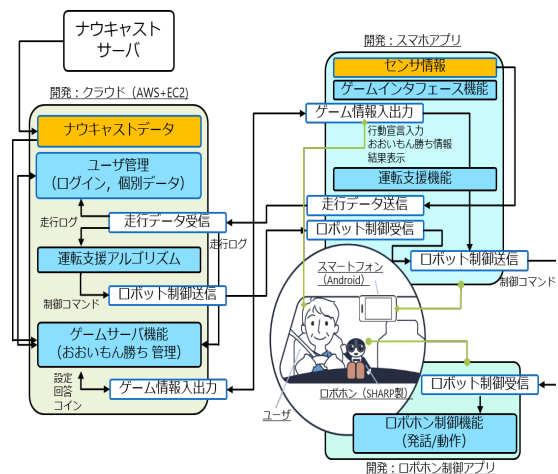 ナウキャスト
サーバ
開発：クラウド（AWS+EC2)
ナウキャストデータ
ユーザ管理
（ログイン，個別データ）
走行ログ
走行データ受信
走行ログ
運転支援アルゴリズム
制御コマンド
ロボット制御送信
ゲームサーバ機能
（おおいもん勝ち 管理）
設定
回答
コイン
ゲーム情報入出力
開発：スマホアプリ
センサ情報
ゲームインタフェース機能
ゲーム情報入出力
行動宣言入力
おおいもん勝ち情報
結果表示
運転支援機能
走行データ送信
ロボット制御受信
ロボット制御送信
制御コマンド
スマートフォン
（Android）
ロボホン（SHARP製）
ユーザ
ロボット制御受信
ロボホン制御機能
（発話/動作）
開発：ロボホン制御アプリ